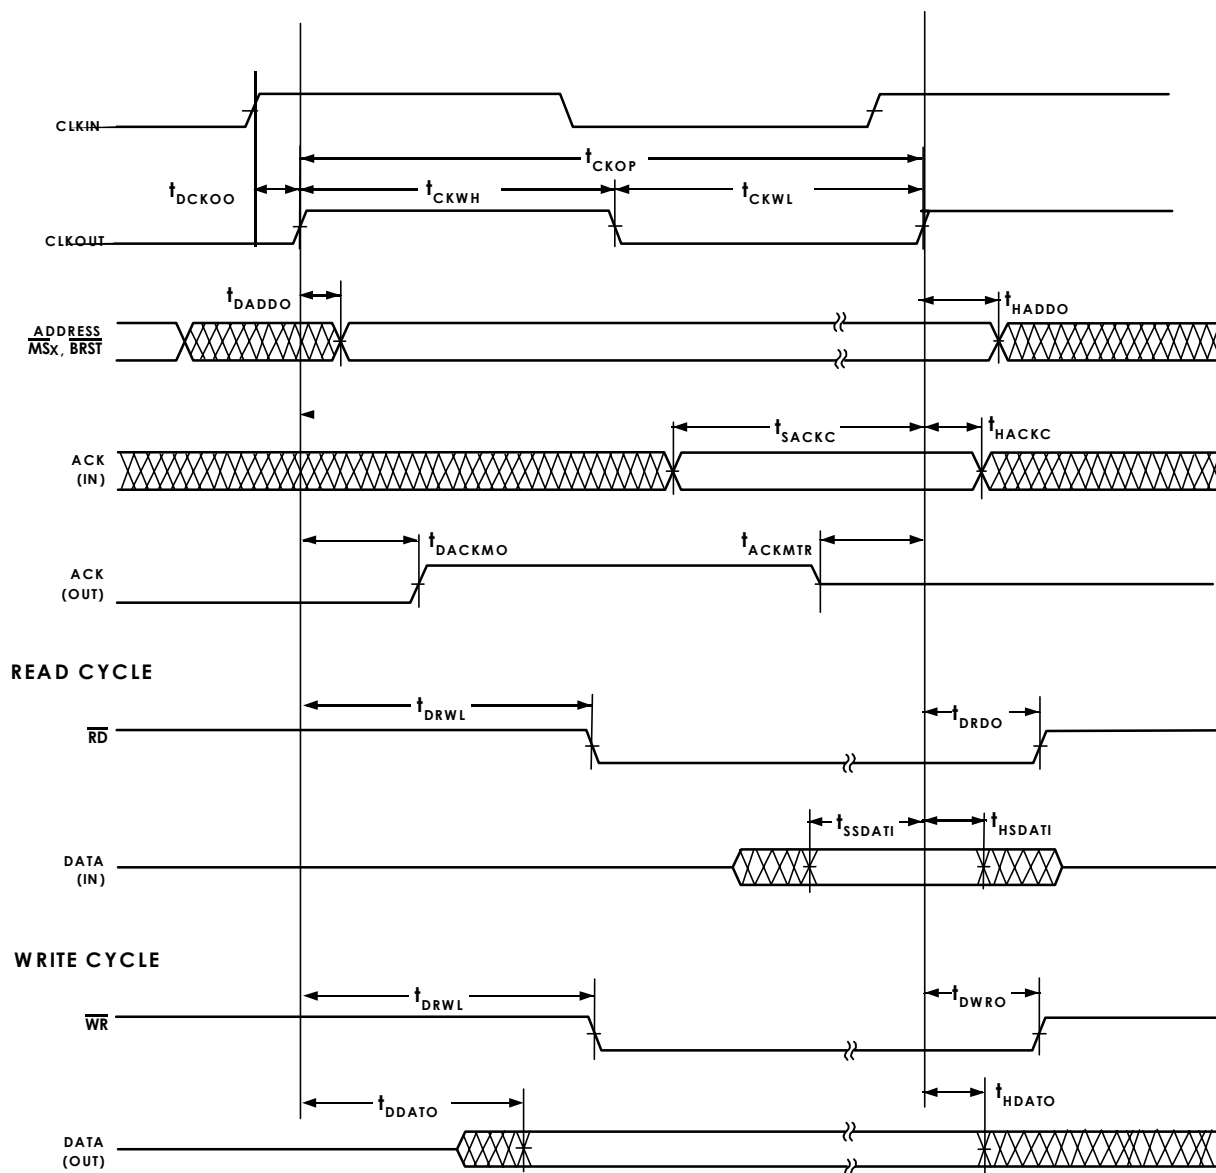 CLKIN
tCKOP
tDCKOO
tCKWH
tCKWL
CLKOUT
tDADDO
tHADDO
ADDRESS
MSx, BRST
tSACKC
tHACKC
ACK
(IN)
tDACKMO
tACKMTR
ACK
(OUT)
READ CYCLE
tDRWL
tDRDO
RD
tSSDATI
tHSDATI
DATA
(IN)
WRITE CYCLE
tDRWL
tDWRO
WR
tDDATO
tHDATO
DATA
(OUT)